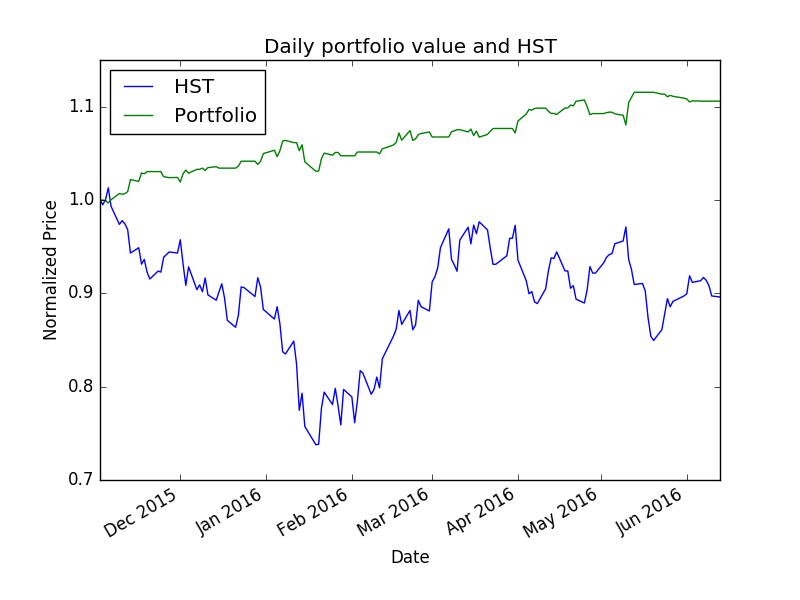 Daily portfolio value and HST
HST
Portfolio
1.1
1.0
0.9
0.8
0.7
Normalized Price
Dec 2015
Jan 2016
Feb 2016
Mar 2016
Apr 2016
May 2016
Jun 2016
Date